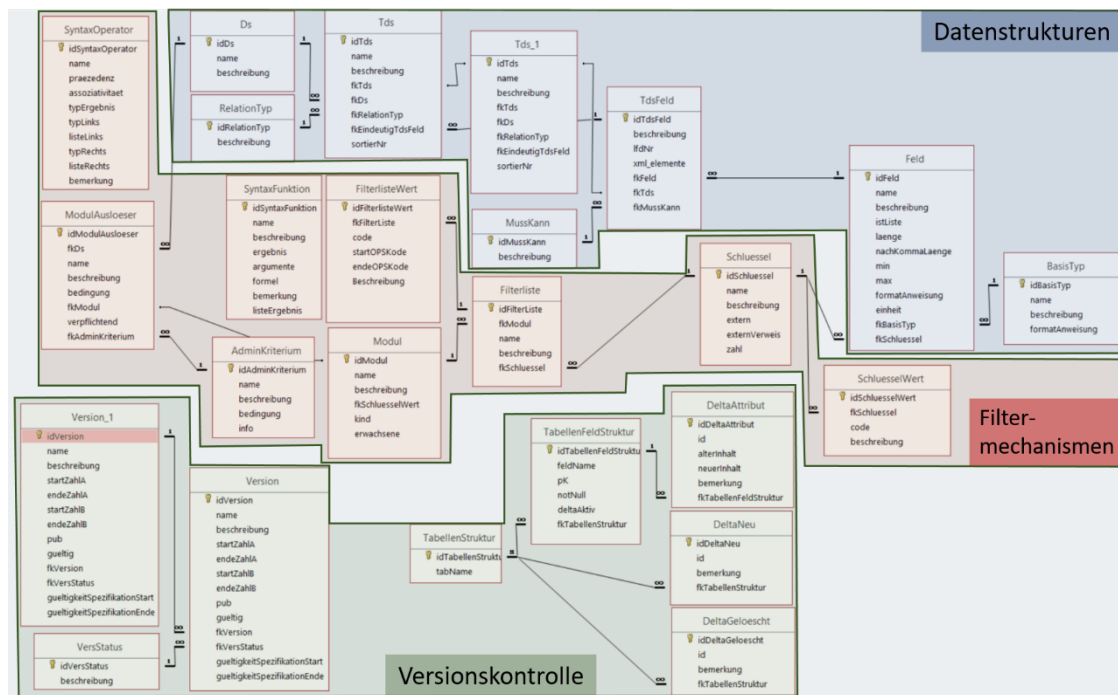 Datenstrukturen
SyntaxOperator
idSyntaxOperator
name
praezedenz
assoziativitaet
typErgebnis
typLinks
listeLinks
typRechts
listeRechts
bemerkung
Ds
idDs
name
beschreibung
RelationTyp
idRelationTyp
beschreibung
Tds
idTds
name
beschreibung
fkTds
fkDs
fkRelationTyp
fkEindeutigTdsFeld
sortierNr
Tds_1
idTds
name
beschreibung
fkTds
fkDs
fkRelationTyp
fkEindeutigTdsFeld
sortierNr
TdsFeld
idTdsFeld
beschreibung
lfdNr
xml_elemente
fkFeld
fkTds
fkMussKann
MussKann
idMussKann
beschreibung
Feld
idFeld
name
beschreibung
istListe
laenge
nachKommaLaenge
min
max
formatAnweisung
einheit
fkBasisTyp
fkSchluessel
BasisTyp
idBasisTyp
name
beschreibung
formatAnweisung
ModulAusloeser
idModulAusloeser
fkDs
name
beschreibung
bedingung
fkModul
verpflichtend
fkAdminKriterium
SyntaxFunktion
idSyntaxFunktion
name
beschreibung
ergebnis
argumente
formel
bemerkung
listeErgebnis
FilterlisteWert
idFilterlisteWert
fkFilterListe
code
startOPSKode
endeOPSKode
Beschreibung
AdminKriterium
idAdminKriterium
name
beschreibung
bedingung
info
Modul
idModul
name
beschreibung
fkSchluesselWert
kind
erwachsene
Filterliste
idFilterListe
fkModul
name
beschreibung
fkSchluessel
Schluessel
idSchluessel
name
beschreibung
extern
externVerweis
zahl
SchluesselWert
idSchluesselWert
fkSchluessel
code
beschreibung
Filter-
mechanismen
Version_1
idVersion
name
beschreibung
startZahlA
endeZahlA
startZahlB
endeZahlB
pub
gueltig
fkVersion
fkVersStatus
gueltigkeitSpezifikationStart
gueltigkeitSpezifikationEnde
VersStatus
idVersStatus
beschreibung
Version
idVersion
name
beschreibung
startZahlA
endeZahlA
startZahlB
endeZahlB
pub
gueltig
fkVersion
fkVersStatus
gueltigkeitSpezifikationStart
gueltigkeitSpezifikationEnde
TabellenStruktur
idTabellenStruktu
tabName
TabellenFeldStruktur
idTabellenFeldStruktu
feldName
pK
notNull
deltaAktiv
fkTabellenStruktur
DeltaAttribut
idDeltaAttribut
id
alterInhalt
neuerInhalt
bemerkung
fkTabellenFeldStruktur
DeltaNeu
idDeltaNeu
id
bemerkung
fkTabellenStruktur
DeltaGeloescht
idDeltaGeloescht
id
bemerkung
fkTabellenStruktur
Versionskontrolle